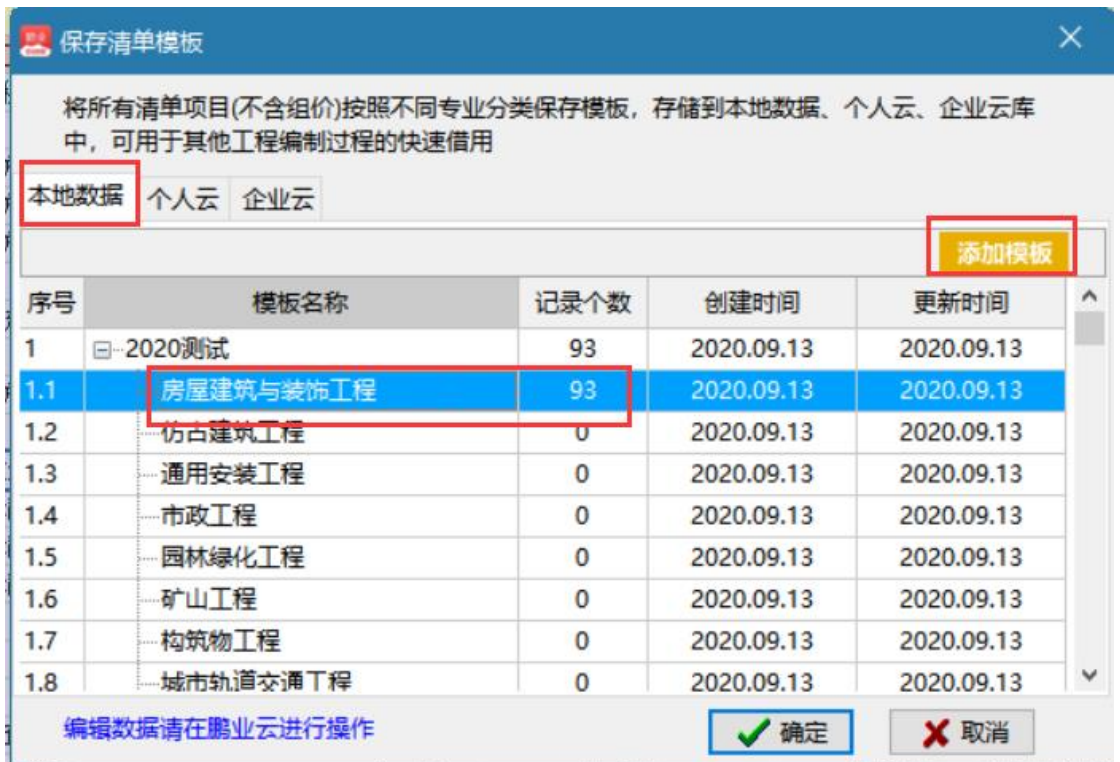 保存清单模板
将所有清单项目(不含组价)按照不同专业分类保存模板，存储到本地数据、个人云、企业云库
中，可用于其他工程编制过程的快速借用
本地数据 个人云 企业云
添加模板
序号 模板名称 记录个数 创建时间 更新时间
1 2020测试 93 2020.09.13 2020.09.13
1.1 房屋建筑与装饰工程 93 2020.09.13 2020.09.13
1.2 仿古建筑工程 0 2020.09.13 2020.09.13
1.3 通用安装工程 0 2020.09.13 2020.09.13
1.4 市政工程 0 2020.09.13 2020.09.13
1.5 园林绿化工程 0 2020.09.13 2020.09.13
1.6 矿山工程 0 2020.09.13 2020.09.13
1.7 构筑物工程 0 2020.09.13 2020.09.13
1.8 城市轨道交通工程 0 2020.09.13 2020.09.13
编辑数据请在鹏业云进行操作 确定 取消